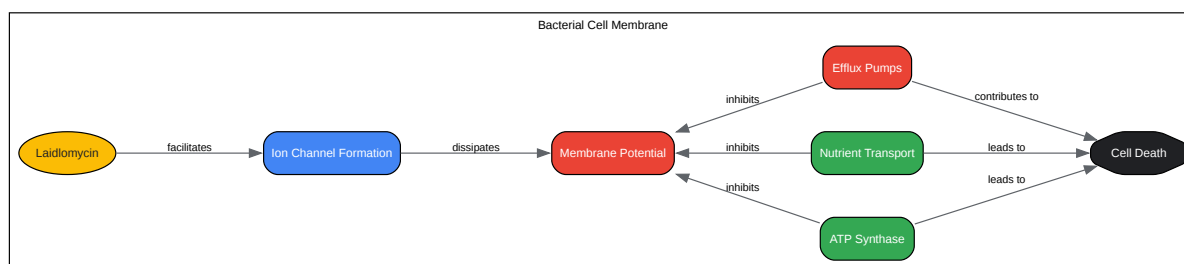 Bacterial Cell Membrane
Efflux Pumps
inhibits
contributes to
Laidlomycin
facilitates
Ion Channel Formation
dissipates
Membrane Potential
inhibits
Nutrient Transport
leads to
Cell Death
inhibits
leads to
ATP Synthase